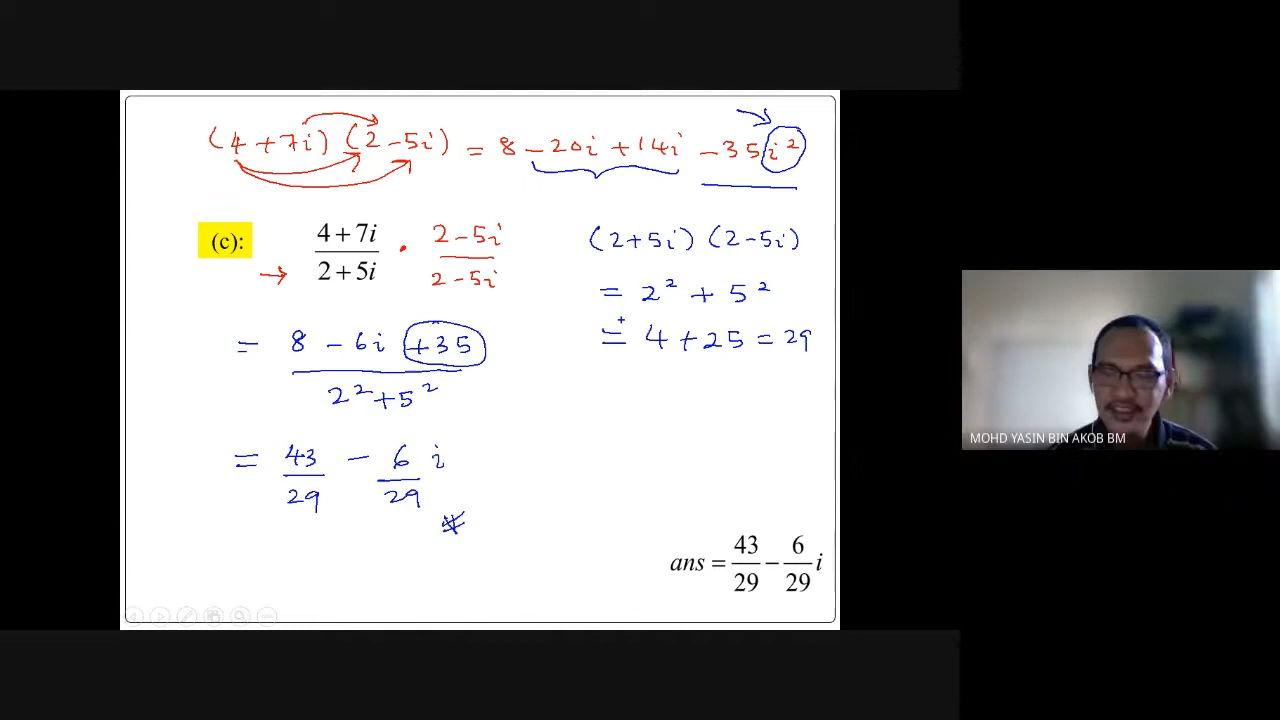 (4+7i) (2-5i) = 8 - 20i + 14i - 35i²
(c): (4+7i)/(2+5i) · (2-5i)/(2-5i)
= (8 - 6i + 35)/(2² + 5²)
= 43/29 - 6/29 i
(2+5i) (2-5i)
= 2² + 5²
= 4 + 25 = 29
ans = 43/29 - 6/29 i
MOHD YASIN BIN AKOB BM